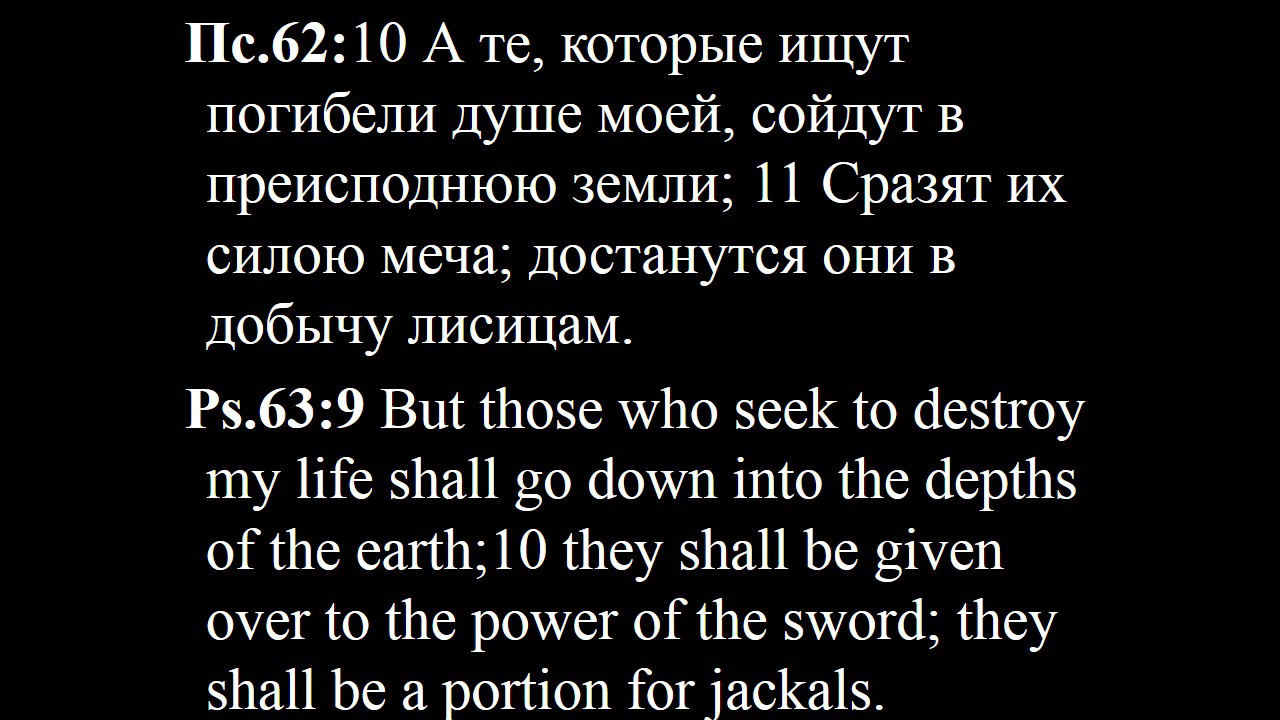 Пс.62:10 А те, которые ищут
погибели душе моей, сойдут в
преисподнюю земли; 11 Сразят их
силою меча; достанутся они в
добычу лисицам.
Ps.63:9 But those who seek to destroy
my life shall go down into the depths
of the earth;10 they shall be given
over to the power of the sword; they
shall be a portion for jackals.